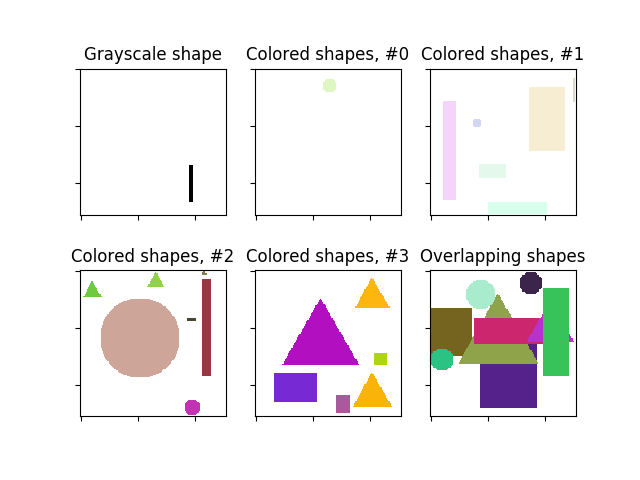 Grayscale shape
Colored shapes, #0
Colored shapes, #1
Colored shapes, #2
Colored shapes, #3
Overlapping shapes